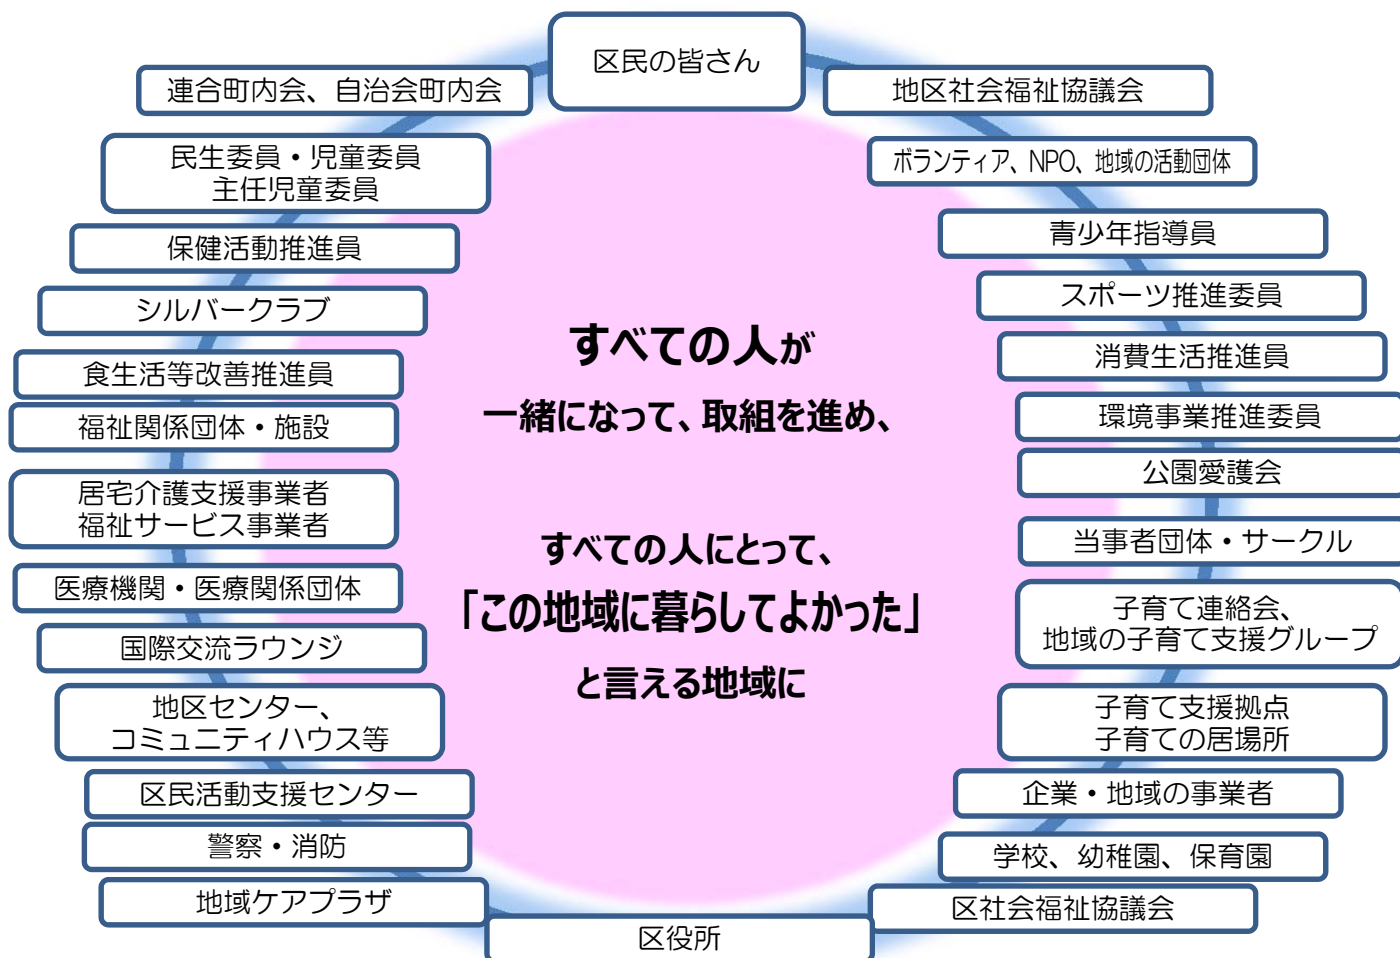 区民の皆さん
連合町内会、自治会町内会
地区社会福祉協議会
民生委員・児童委員
主任児童委員
ボランティア、NPO、地域の活動団体
保健活動推進員
青少年指導員
シルバークラブ
スポーツ推進委員
食生活等改善推進員
消費生活推進員
福祉関係団体・施設
環境事業推進委員
居宅介護支援事業者
福祉サービス事業者
公園愛護会
医療機関・医療関係団体
当事者団体・サークル
国際交流ラウンジ
子育て連絡会、
地域の子育て支援グループ
地区センター、
コミュニティハウス等
子育て支援拠点
子育ての居場所
区民活動支援センター
企業・地域の事業者
警察・消防
学校、幼稚園、保育園
地域ケアプラザ
区社会福祉協議会
区役所
すべての人が
一緒になって、取組を進め、
すべての人にとって、
「この地域に暮らしてよかった」
と言える地域に